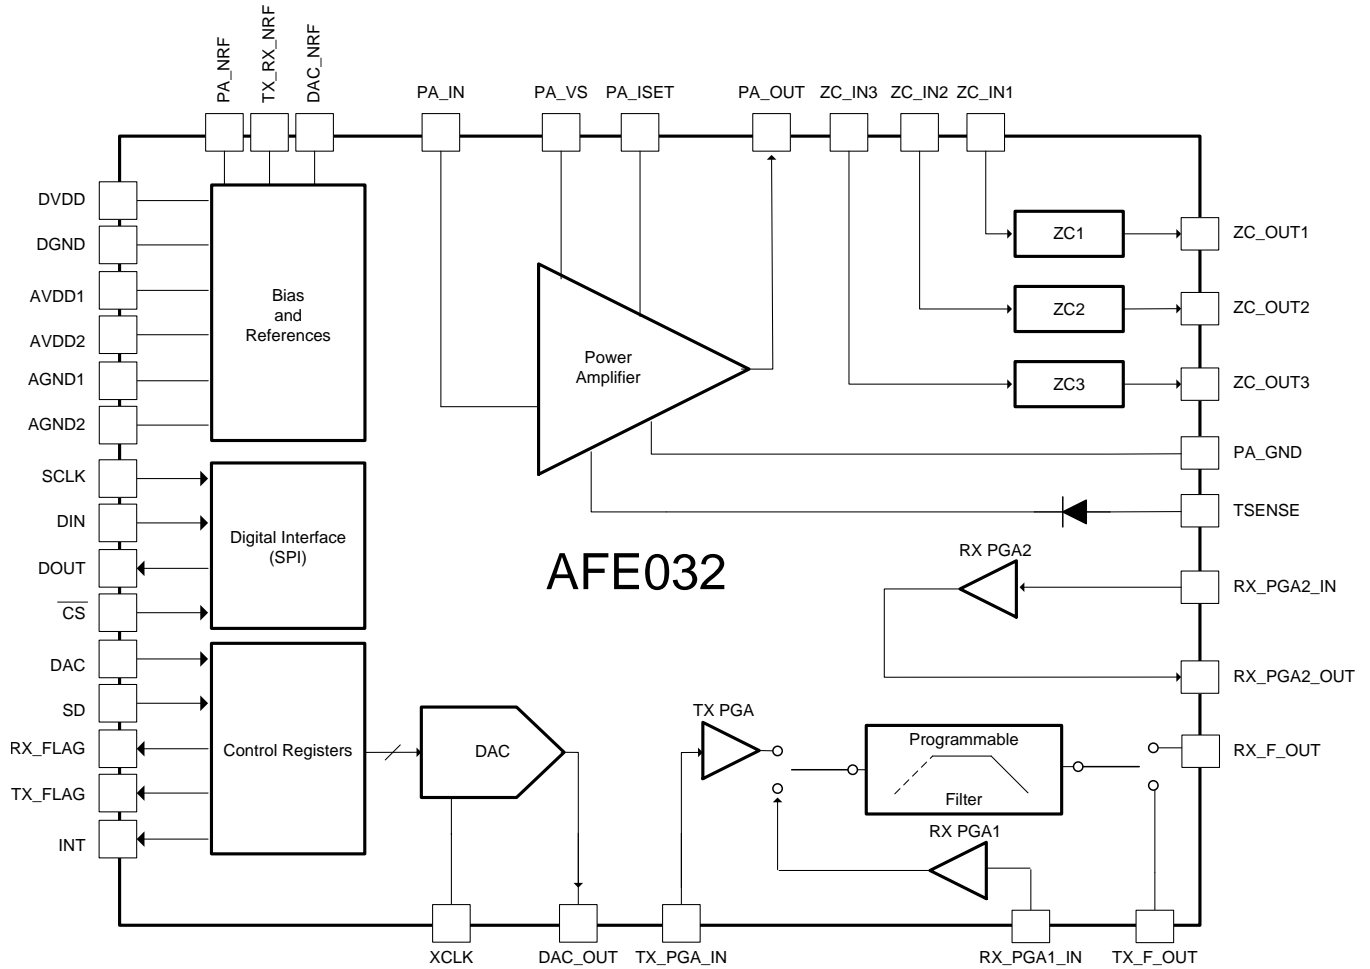 PA_NRF
TX_RX_NRF
DAC_NRF
PA_IN
PA_VS
PA_ISET
PA_OUT
ZC_IN3
ZC_IN2
ZC_IN1
DVDD
DGND
AVDD1
AVDD2
AGND1
AGND2
SCLK
DIN
DOUT
CS
DAC
SD
RX_FLAG
TX_FLAG
INT
Bias
and
References
Digital Interface
(SPI)
Control Registers
DAC
Power
Amplifier
AFE032
ZC1
ZC2
ZC3
ZC_OUT1
ZC_OUT2
ZC_OUT3
PA_GND
TSENSE
RX PGA2
RX_PGA2_IN
RX_PGA2_OUT
TX PGA
Programmable
Filter
RX PGA1
RX_F_OUT
XCLK
DAC_OUT
TX_PGA_IN
RX_PGA1_IN
TX_F_OUT